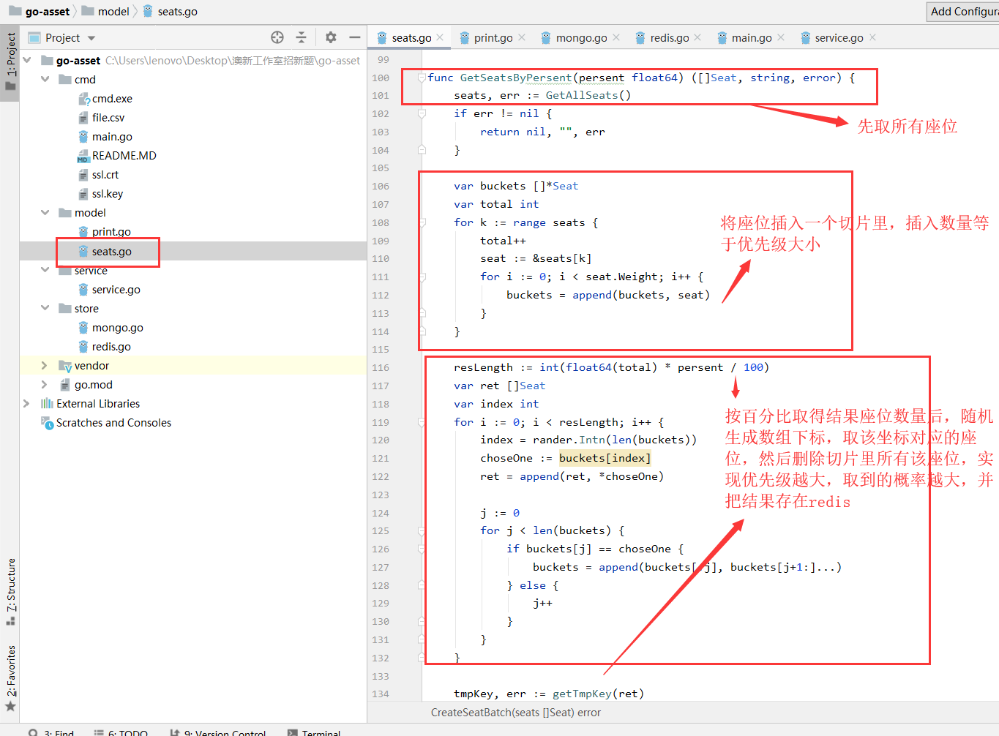 go-asset
model
seats.go
Add Configura
1: Project
Project
seats.go
print.go
mongo.go
redis.go
main.go
service.go
go-asset C:\Users\lenovo\Desktop\澳新工作室招新题\go-asset
cmd
cmd.exe
file.csv
main.go
README.MD
ssl.crt
ssl.key
model
print.go
seats.go
service
service.go
store
mongo.go
redis.go
vendor
go.mod
External Libraries
Scratches and Consoles
7: Structure
2: Favorites
99
100 func GetSeatsByPersent(persent float64) ([]Seat, string, error) {
101 seats, err := GetAllSeats()
102 if err != nil {
103 return nil, "", err
104 }
105
106 var buckets []*Seat
107 var total int
108 for k := range seats {
109 total++
110 seat := &seats[k]
111 for i := 0; i < seat.Weight; i++ {
112 buckets = append(buckets, seat)
113 }
114 }
115
116 resLength := int(float64(total) * persent / 100)
117 var ret []Seat
118 var index int
119 for i := 0; i < resLength; i++ {
120 index = rander.Intn(len(buckets))
121 choseOne := buckets[index]
122 ret = append(ret, *choseOne)
123
124 j := 0
125 for j < len(buckets) {
126 if buckets[j] == choseOne {
127 buckets = append(buckets[:j], buckets[j+1:]...)
128 } else {
129 j++
130 }
131 }
132 }
133
134 tmpKey, err := getTmpKey(ret)
先取所有座位
将座位插入一个切片里，插入数量等
于优先级大小
按百分比取得结果座位数量后，随机
生成数组下标，取该坐标对应的座
位，然后删除切片里所有该座位，实
现优先级越大，取到的概率越大，并
把结果存在redis
CreateSeatBatch(seats []Seat) error
3: Find
6: TODO
9: Version Control
Terminal